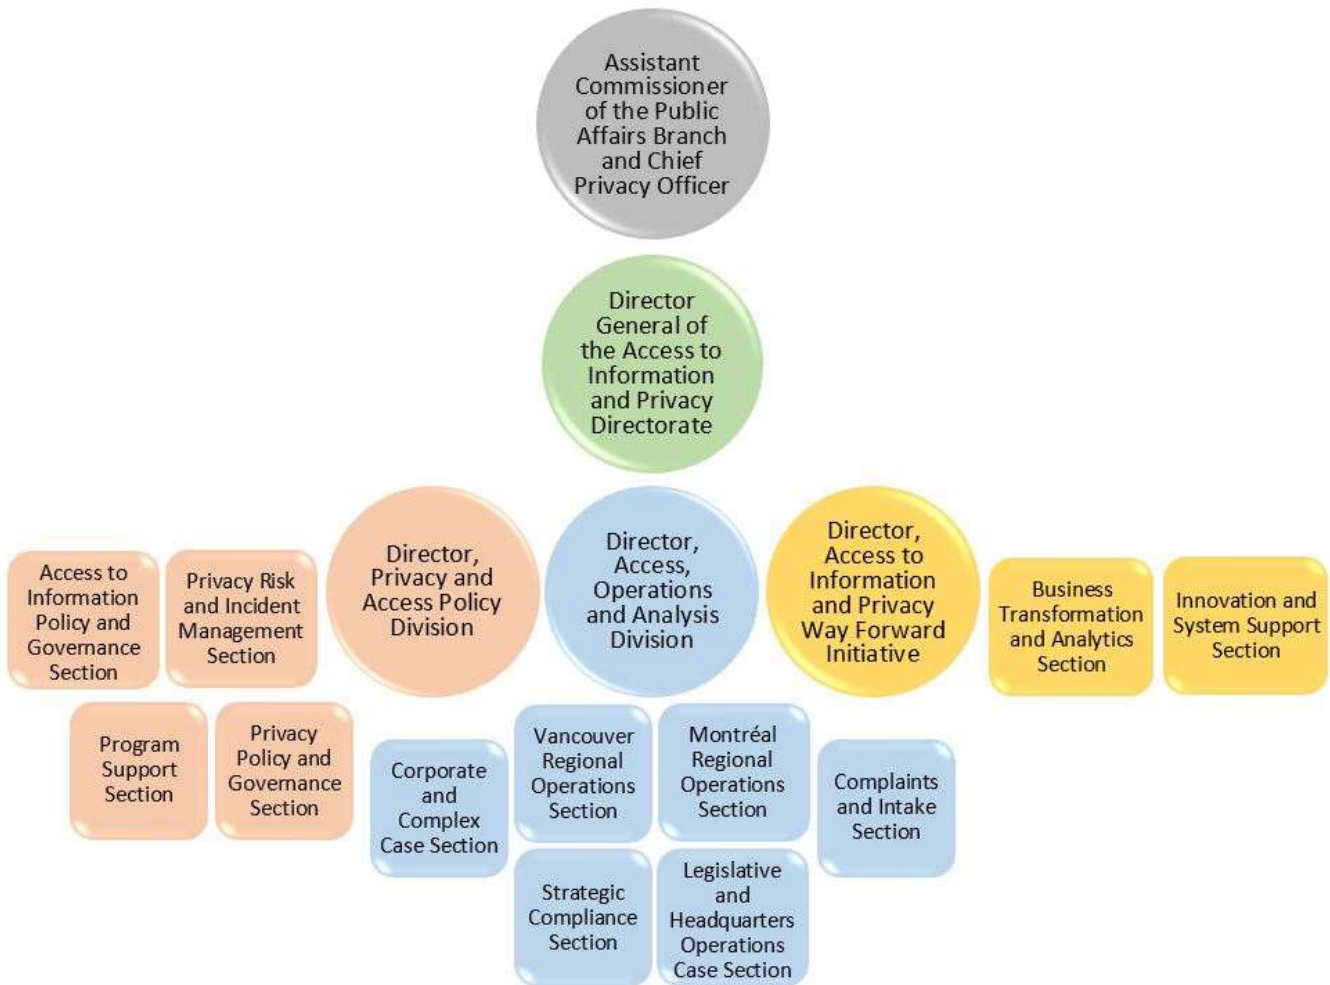 Assistant
Commissioner
of the Public
Affairs Branch
and Chief
Privacy Officer
Director
General of
the Access to
Information
and Privacy
Directorate
Access to
Information
Policy and
Governance
Section
Privacy Risk
and Incident
Management
Section
Director,
Privacy and
Access Policy
Division
Director,
Access,
Operations
and Analysis
Division
Director,
Access to
Information
and Privacy
Way Forward
Initiative
Business
Transformation
and Analytics
Section
Innovation and
System Support
Section
Program
Support
Section
Privacy
Policy and
Governance
Section
Corporate
and
Complex
Case Section
Vancouver
Regional
Operations
Section
Montréal
Regional
Operations
Section
Complaints
and Intake
Section
Strategic
Compliance
Section
Legislative
and
Headquarters
Operations
Case Section